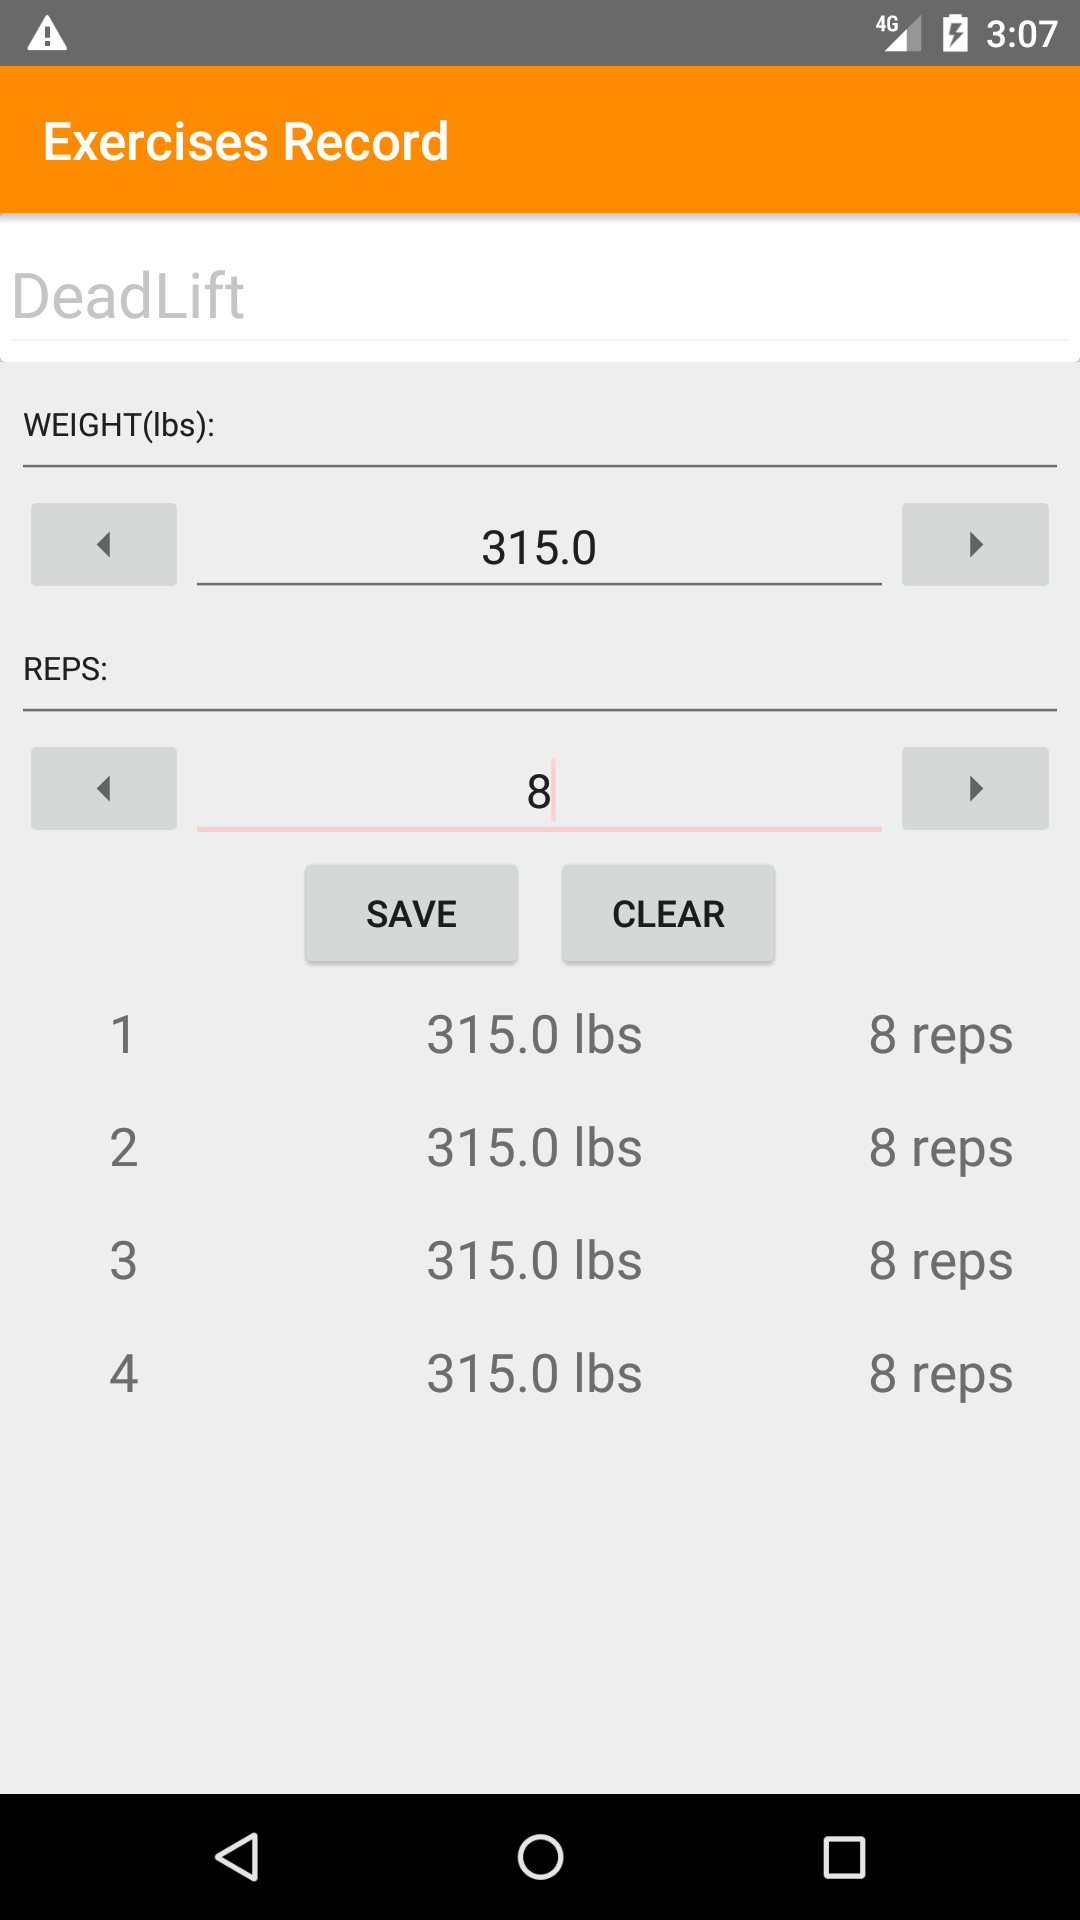 4G 3:07
Exercises Record
DeadLift
WEIGHT(lbs):
315.0
REPS:
8
SAVE CLEAR
1 315.0 lbs 8 reps
2 315.0 lbs 8 reps
3 315.0 lbs 8 reps
4 315.0 lbs 8 reps